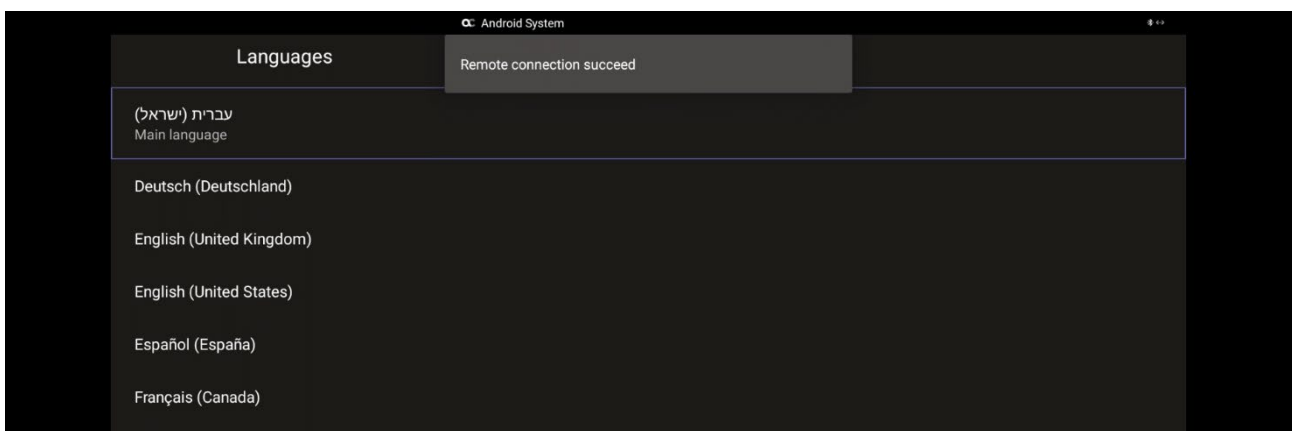 Android System
Languages
Remote connection succeed
עברית (ישראל)
Main language
Deutsch (Deutschland)
English (United Kingdom)
English (United States)
Español (España)
Français (Canada)